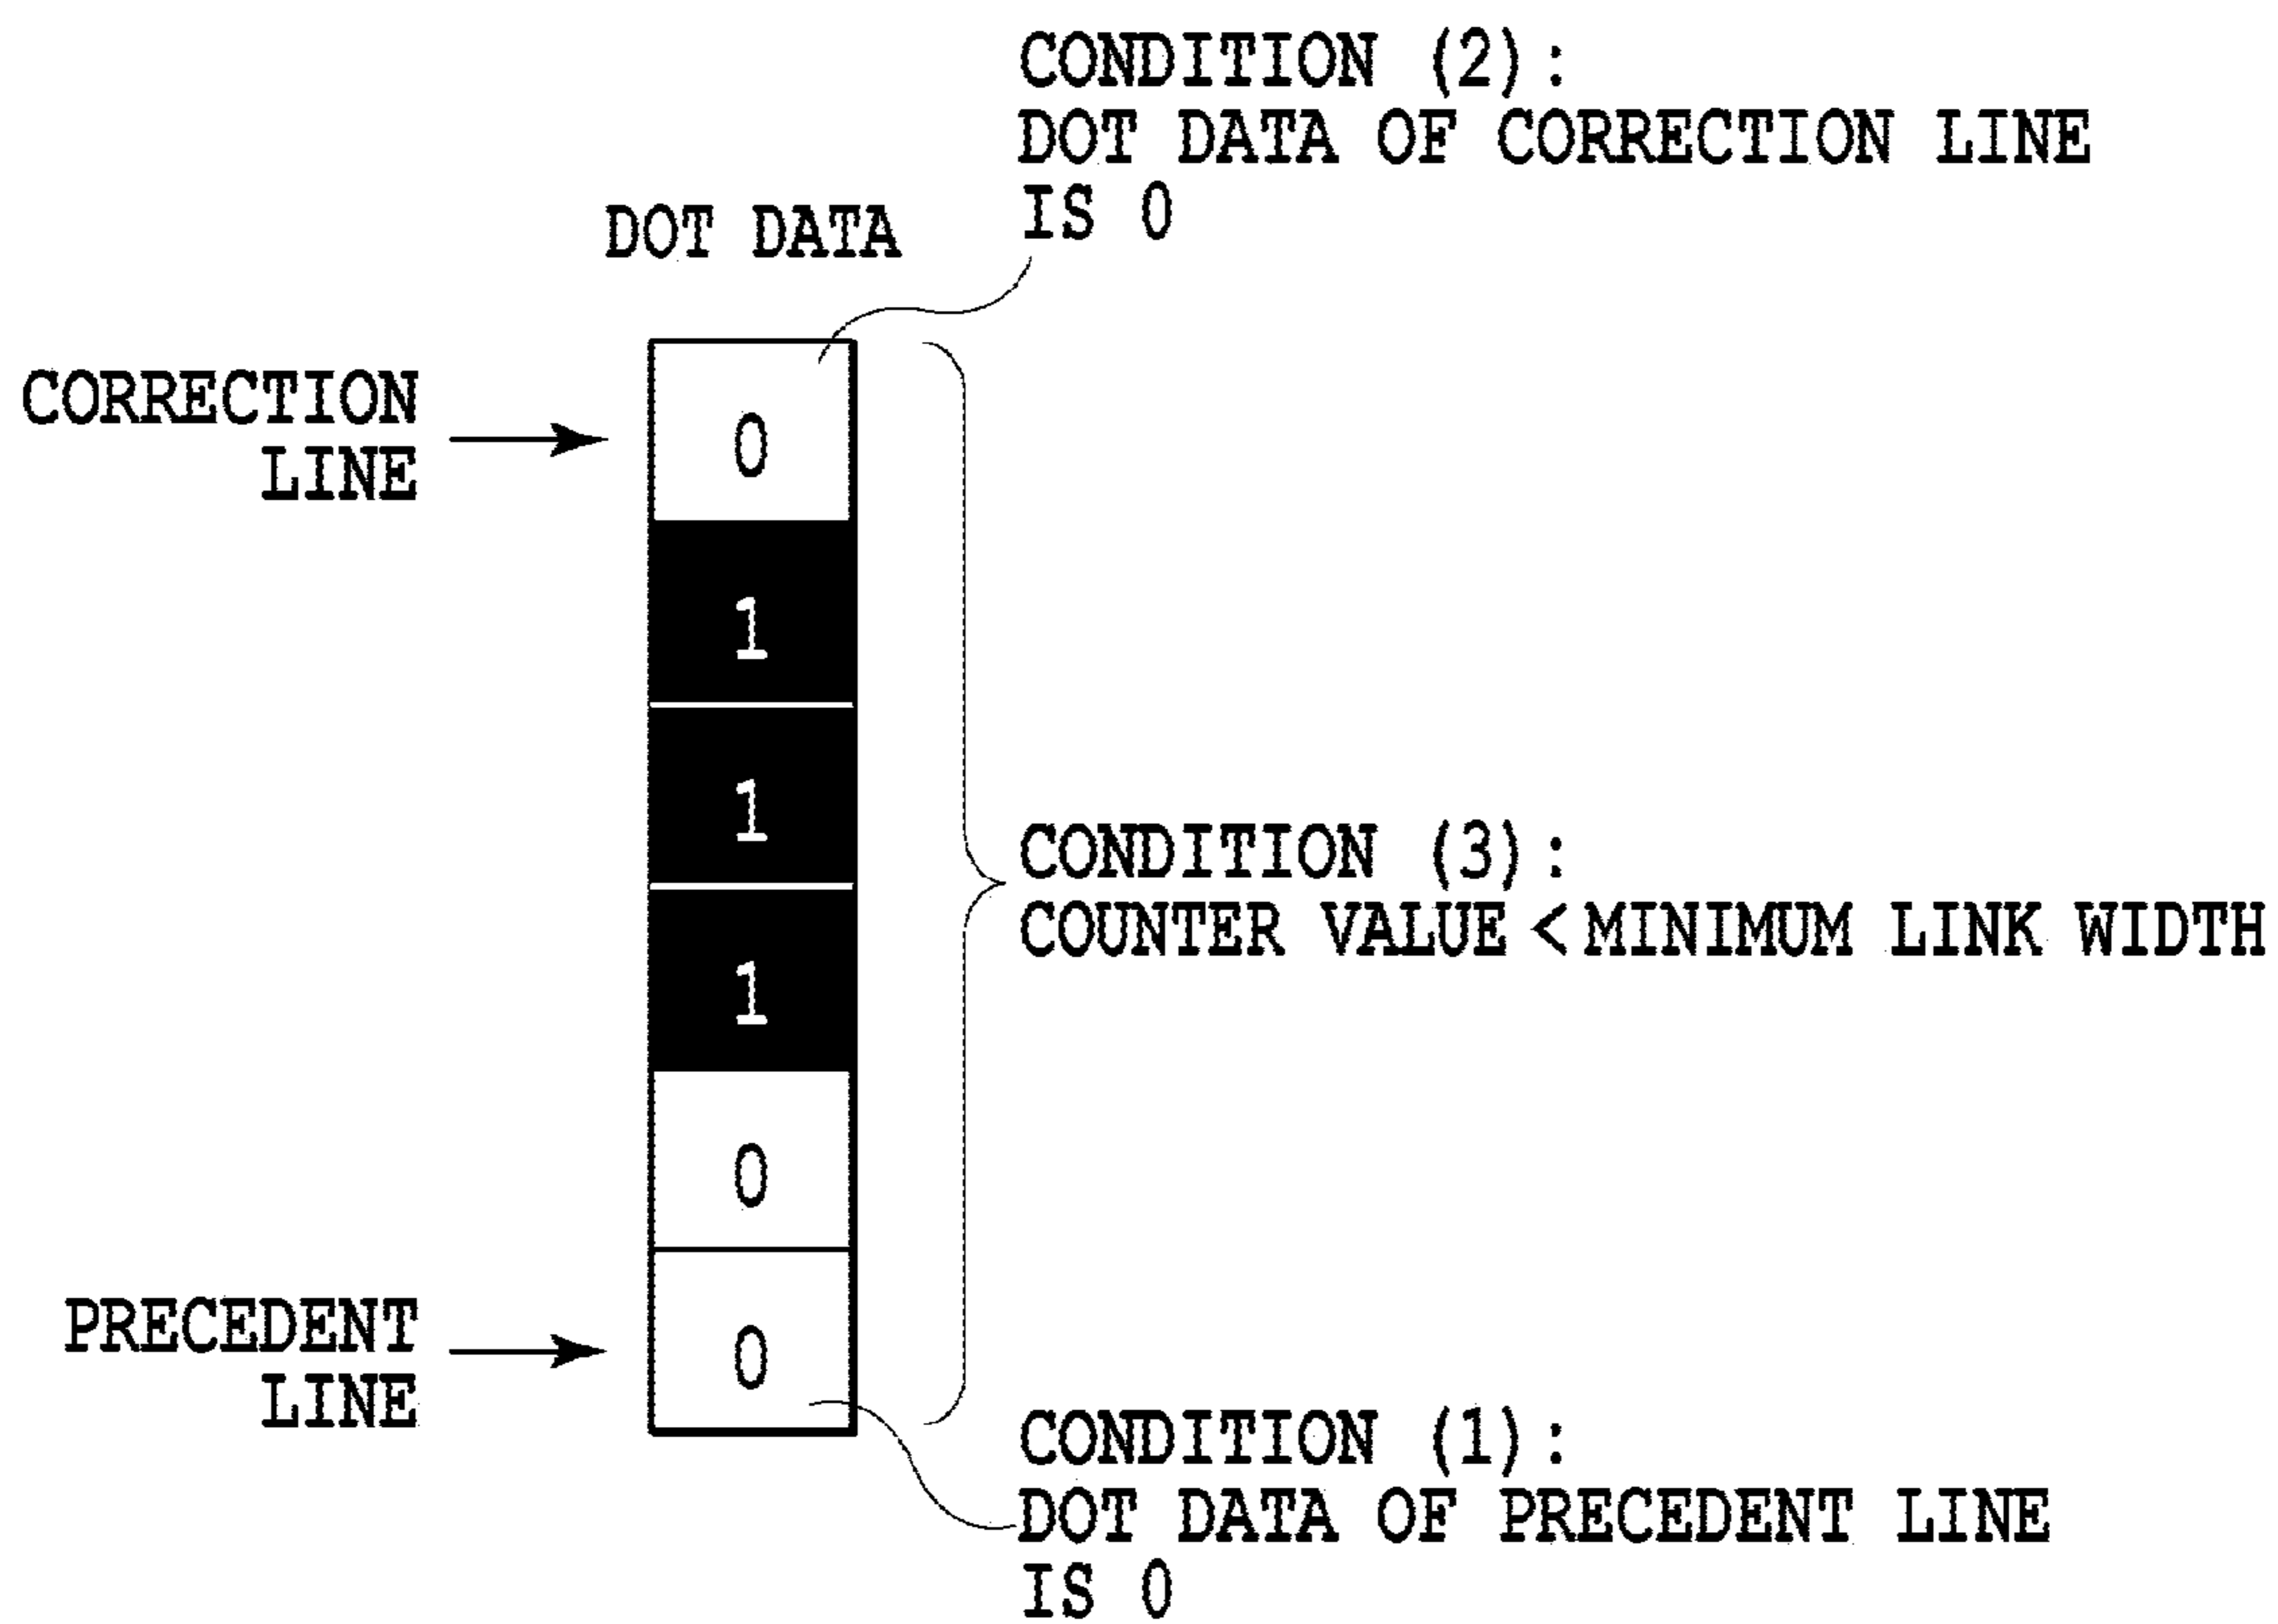 CONDITION (2):
DOT DATA OF CORRECTION LINE
IS 0
DOT DATA
CORRECTION
LINE
0
1
1
1
0
0
CONDITION (3):
COUNTER VALUE < MINIMUM LINK WIDTH
PRECEDENT
LINE
CONDITION (1):
DOT DATA OF PRECEDENT LINE
IS 0